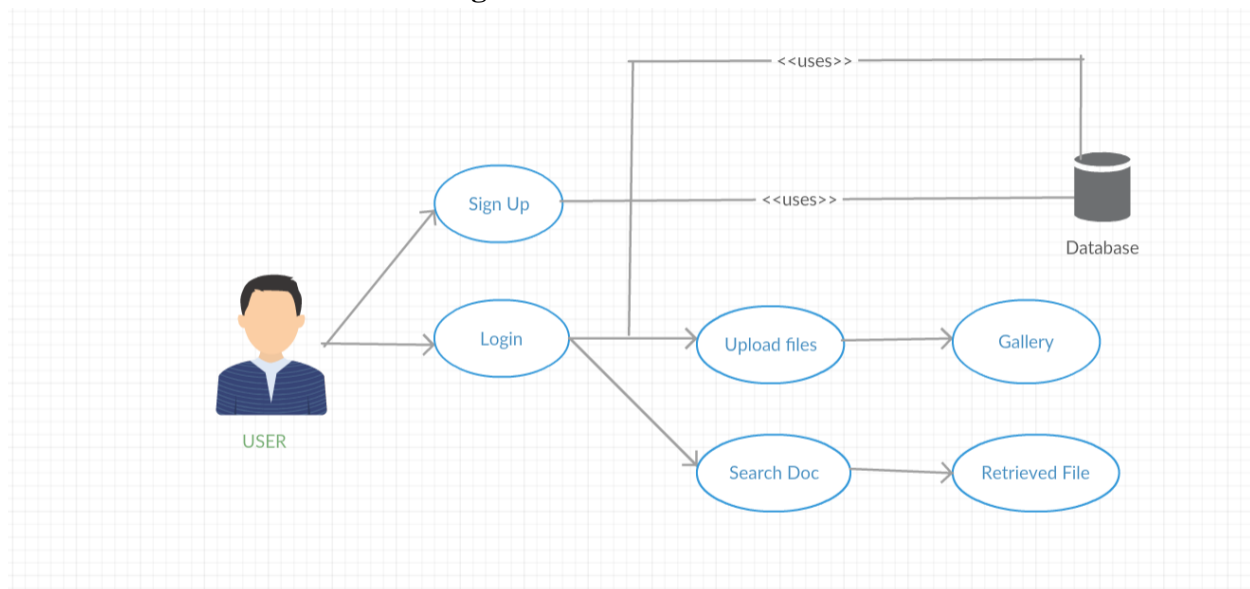 <<uses>>
Sign Up
<<uses>>
Database
Login
Upload files
Gallery
USER
Search Doc
Retrieved File